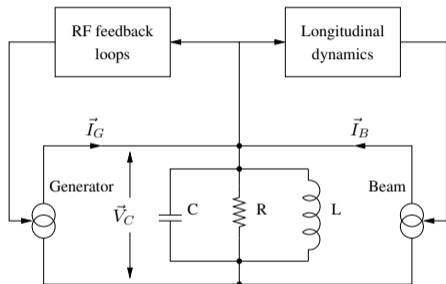 RF feedback
loops
Longitudinal
dynamics
I_G
I_B
Generator
V_C
C
R
L
Beam